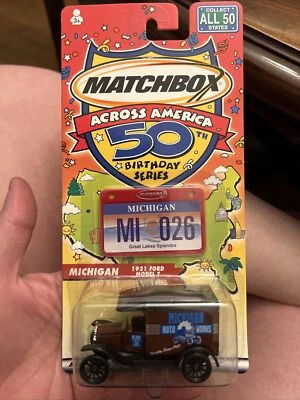 3+
COLLECT
ALL 50
STATES
MATCHBOX
ACROSS AMERICA
50TH
BIRTHDAY
SERIES
MATCHBOX
MICHIGAN
MI 026
Great Lakes Splendor
MICHIGAN
1921 FORD
MODEL T
MICHIGAN
AUTO WORKS